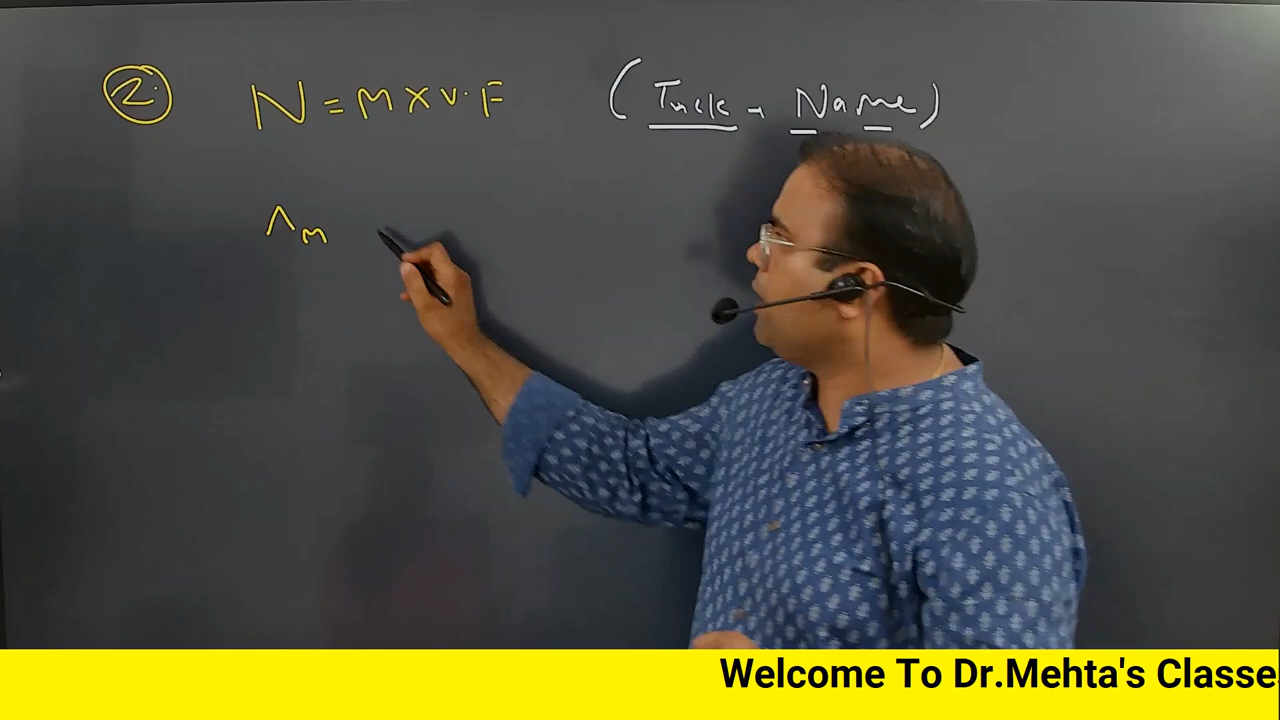 ② N = M x V.F (Trick → Name)
Λm
Welcome To Dr.Mehta's Classe